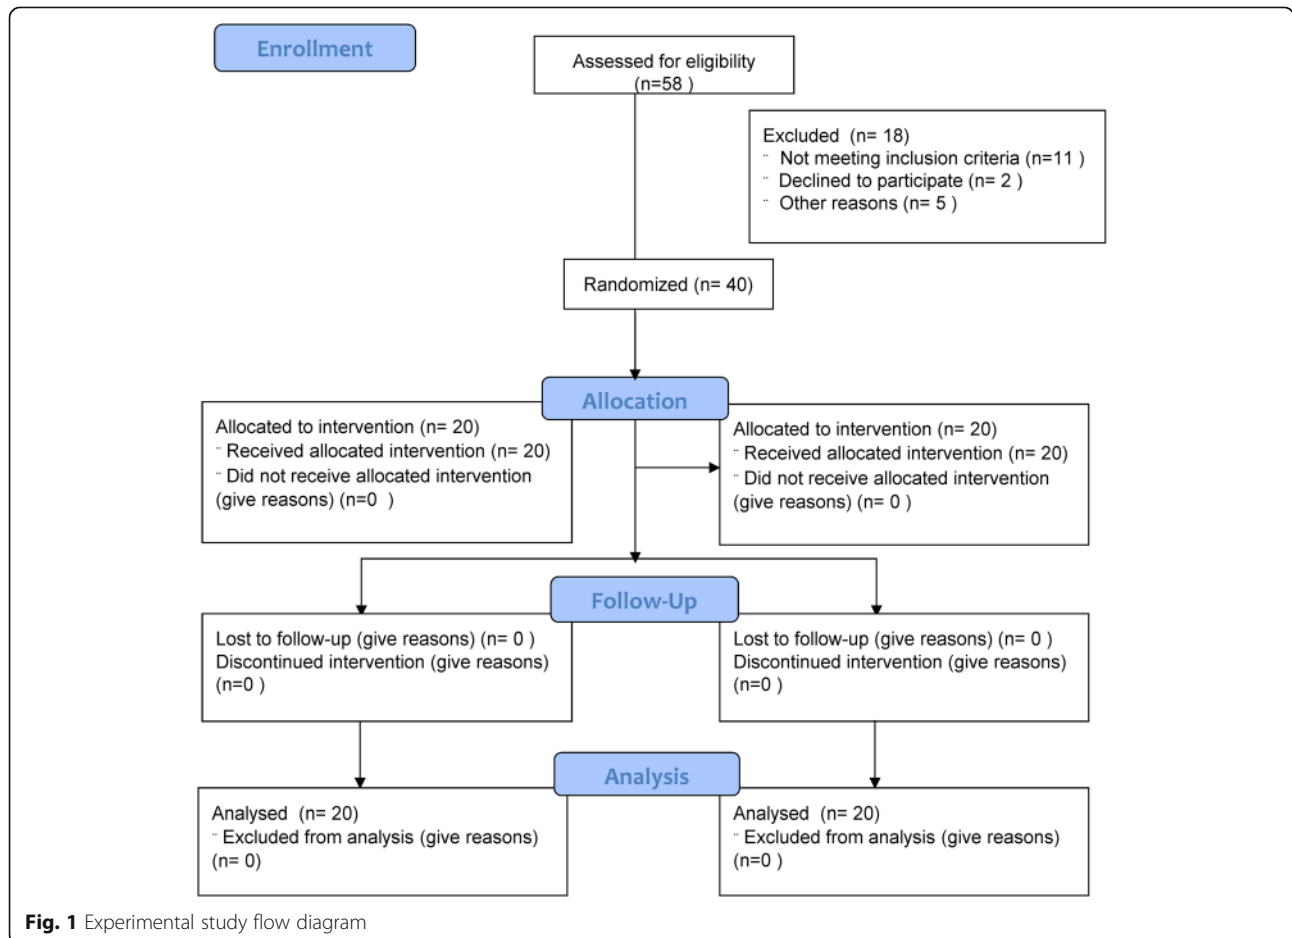 Enrollment
Assessed for eligibility
(n=58 )
Excluded (n= 18)
¨ Not meeting inclusion criteria (n=11 )
¨ Declined to participate (n= 2 )
¨ Other reasons (n= 5 )
Randomized (n= 40)
Allocation
Allocated to intervention (n= 20)
¨ Received allocated intervention (n= 20)
¨ Did not receive allocated intervention
(give reasons) (n=0 )
Allocated to intervention (n= 20)
¨ Received allocated intervention (n= 20)
¨ Did not receive allocated intervention
(give reasons) (n= 0 )
Follow-Up
Lost to follow-up (give reasons) (n= 0 )
Discontinued intervention (give reasons)
(n=0 )
Lost to follow-up (give reasons) (n= 0 )
Discontinued intervention (give reasons)
(n=0 )
Analysis
Analysed (n= 20)
¨ Excluded from analysis (give reasons)
(n= 0)
Analysed (n= 20)
¨ Excluded from analysis (give reasons)
(n=0 )
Fig. 1 Experimental study flow diagram